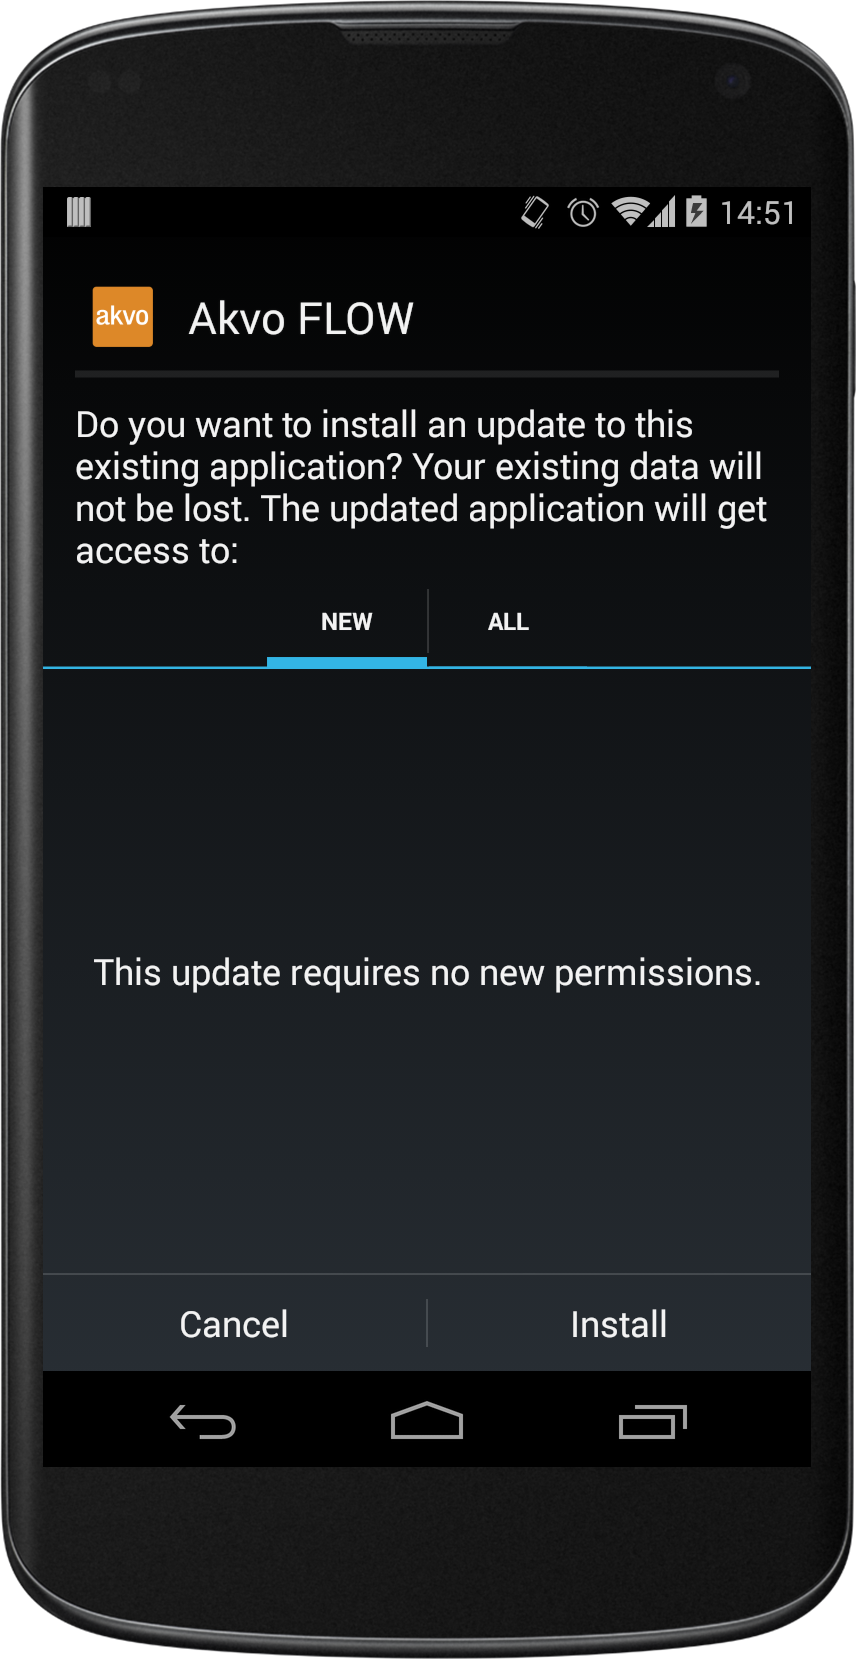 14:51
akvo
Akvo FLOW
Do you want to install an update to this
existing application? Your existing data will
not be lost. The updated application will get
access to:
NEW
ALL
This update requires no new permissions.
Cancel
Install